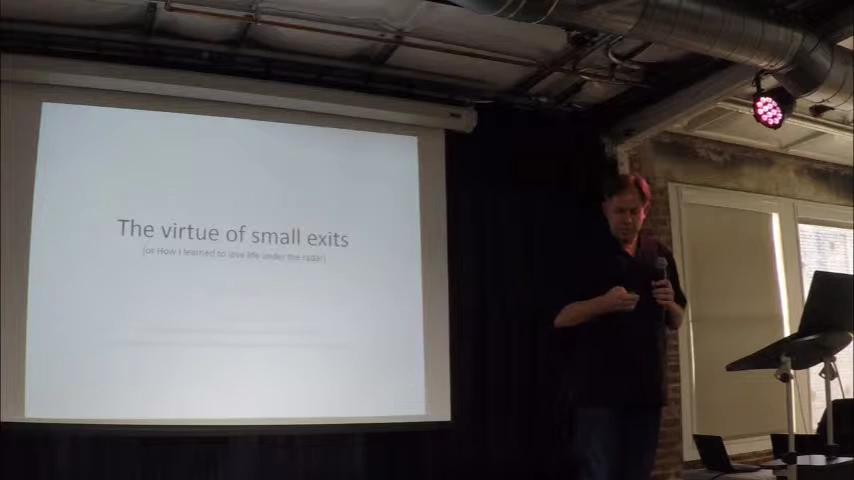 The virtue of small exits
(or How I learned to love life under the radar)